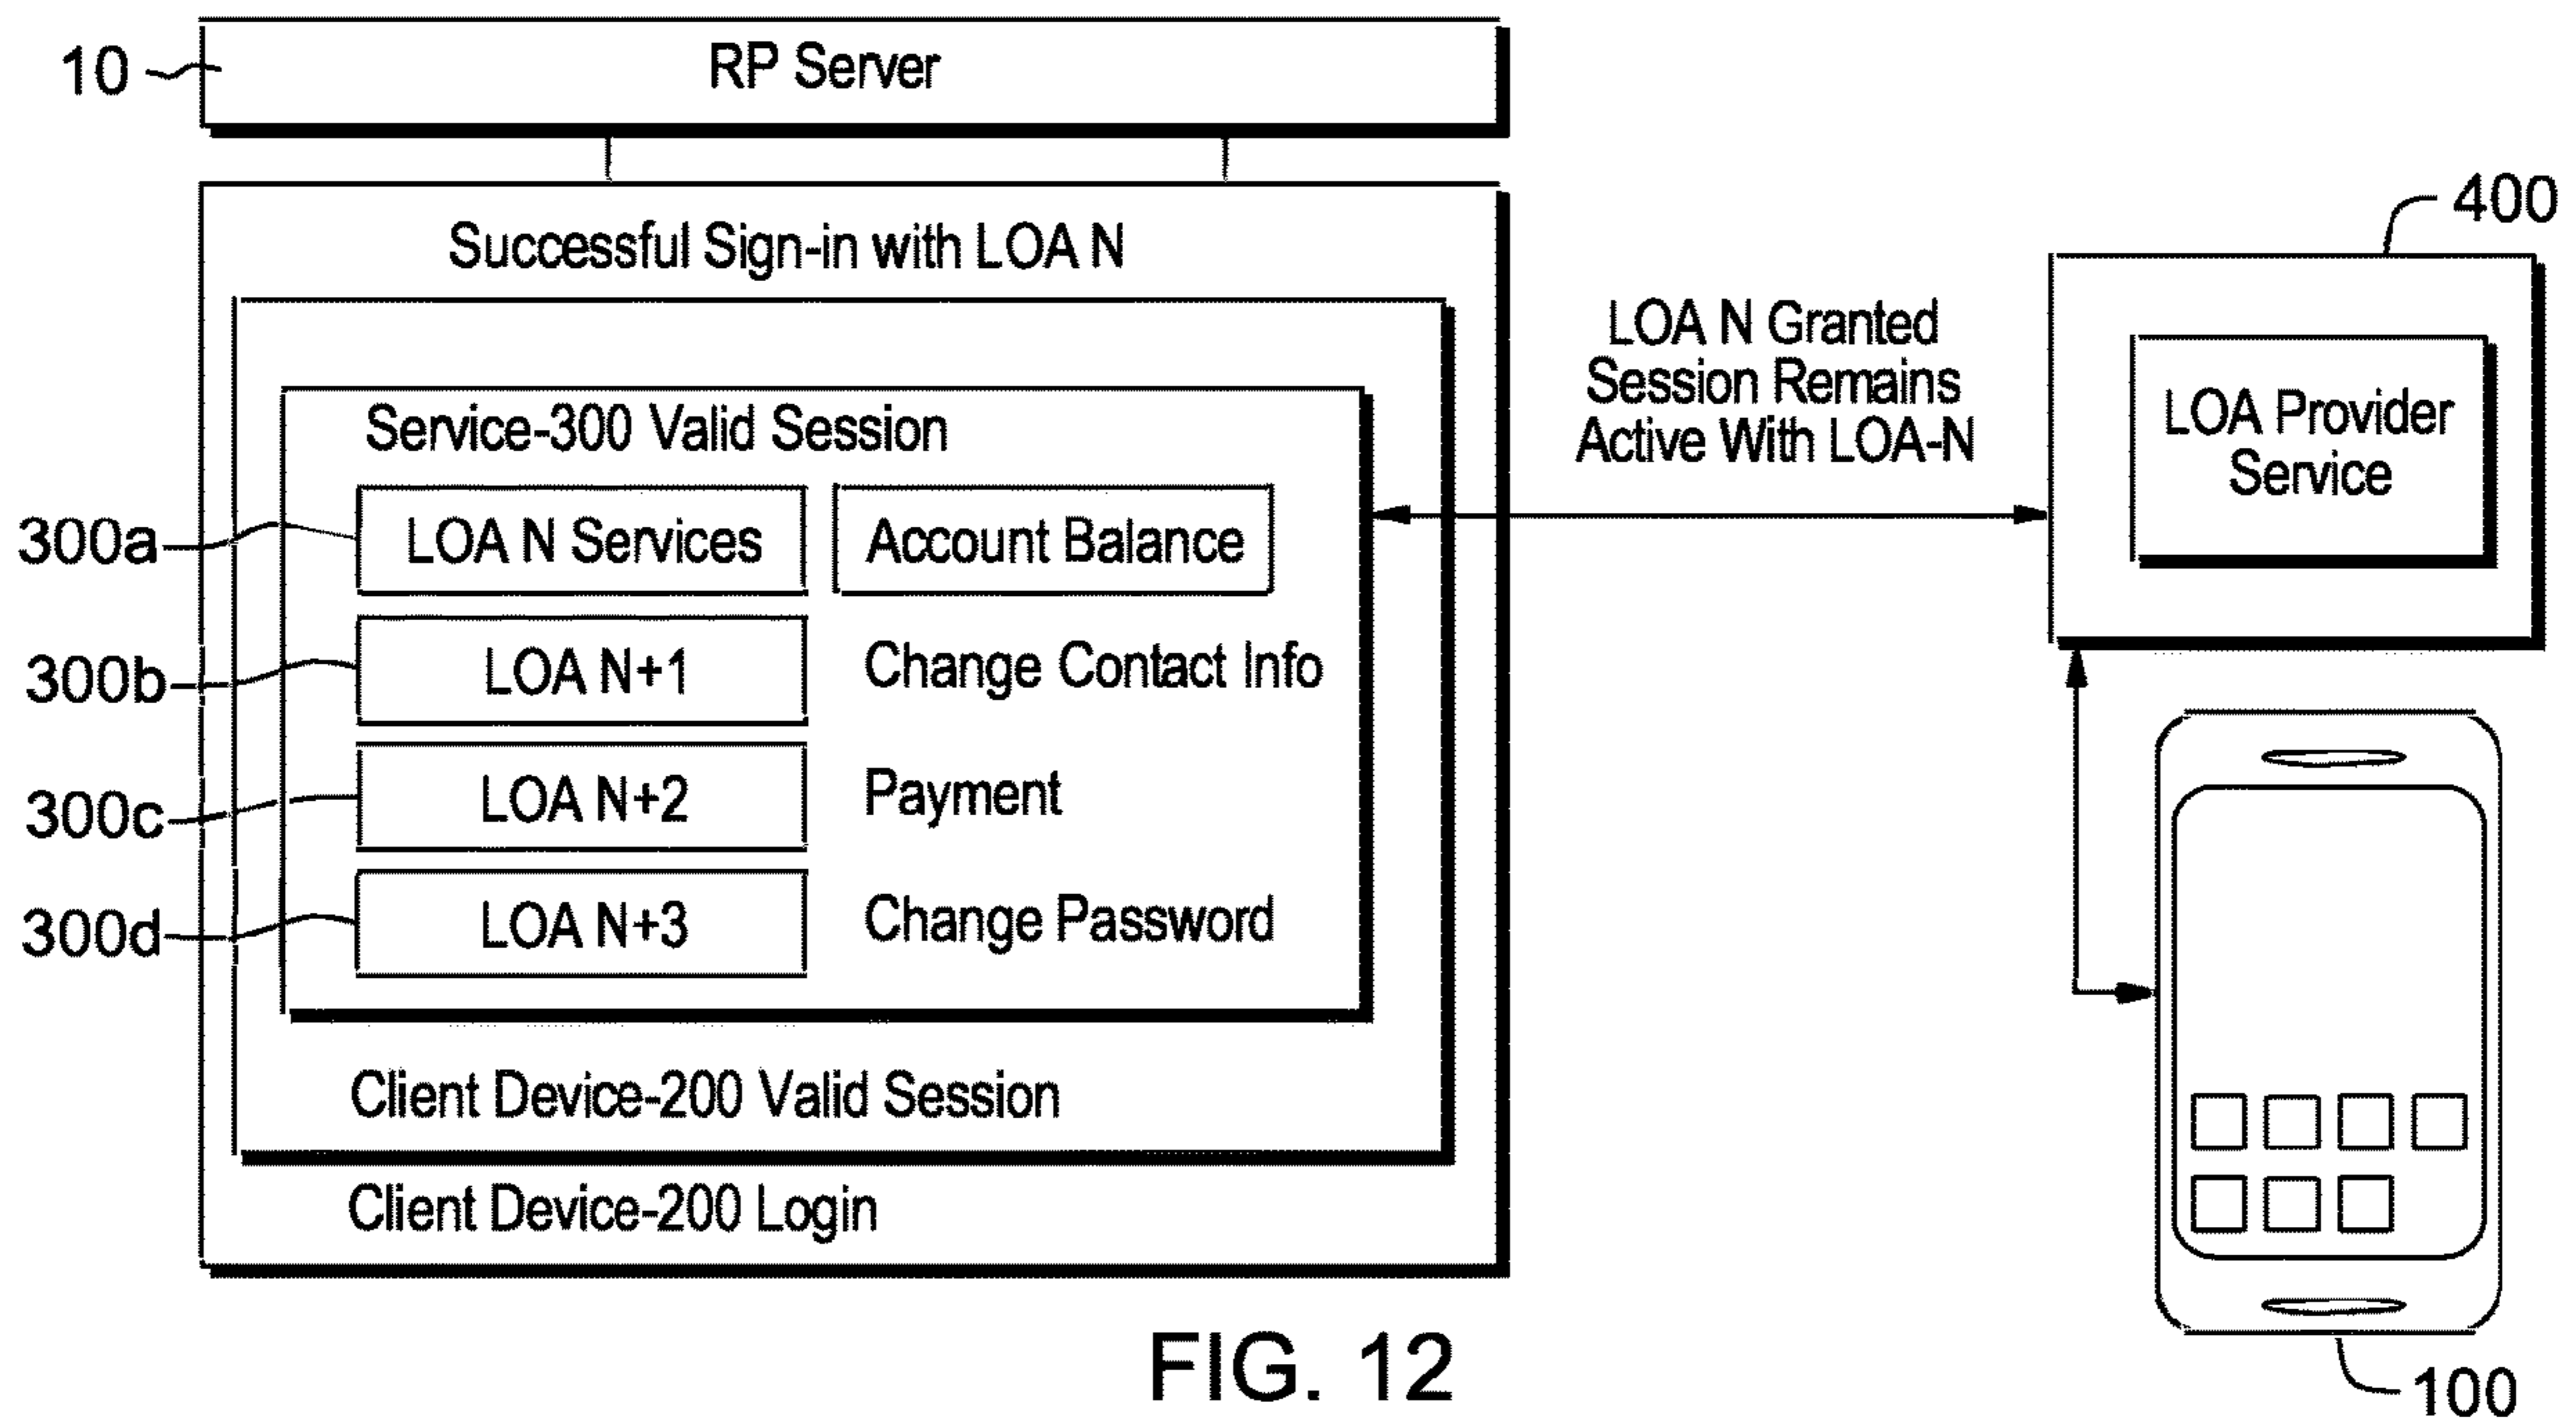 10
RP Server
Successful Sign-in with LOA N
400
LOA N Granted
Session Remains
Active With LOA-N
LOA Provider
Service
Service-300 Valid Session
300a
LOA N Services
Account Balance
300b
LOA N+1
Change Contact Info
300c
LOA N+2
Payment
300d
LOA N+3
Change Password
Client Device-200 Valid Session
Client Device-200 Login
100
FIG. 12